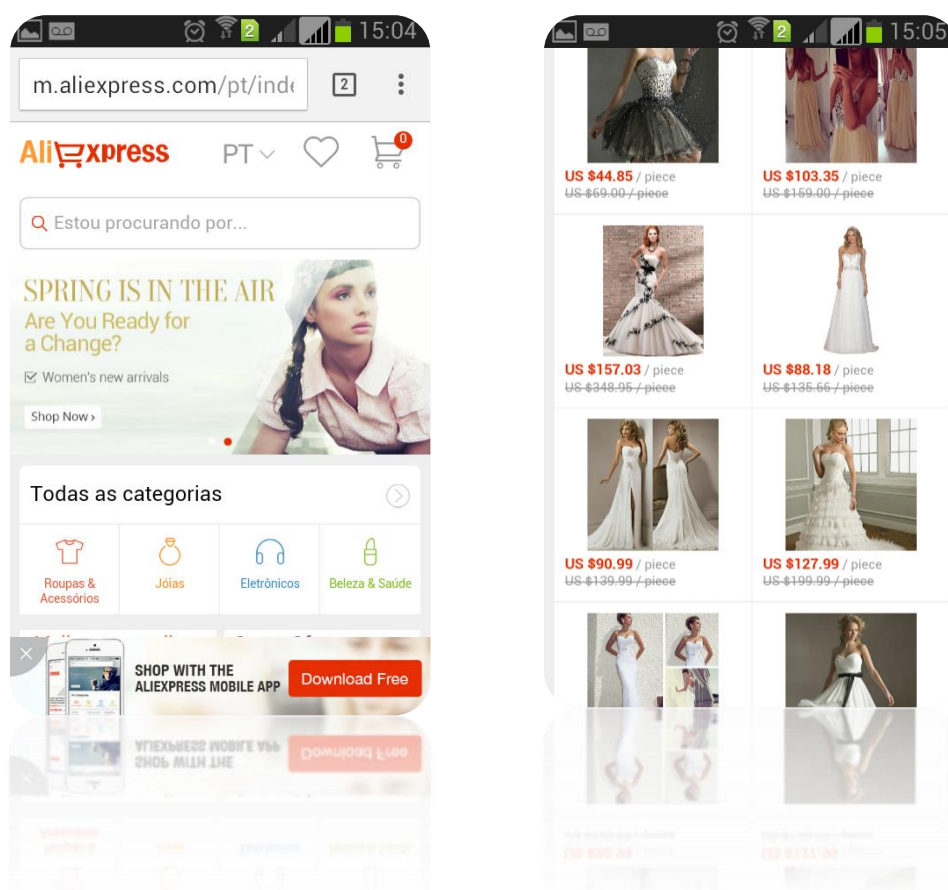 2
15:04
m.aliexpress.com/pt/inde
2
AliExpress
PT
0
Estou procurando por...
SPRING IS IN THE AIR
Are You Ready for
a Change?
Women's new arrivals
Shop Now ›
Todas as categorias
Roupas &
Acessórios
Jóias
Eletrônicos
Beleza & Saúde
SHOP WITH THE
ALIEXPRESS MOBILE APP
Download Free
2
15:05
US $44.85 / piece
US $69.00 / piece
US $103.35 / piece
US $159.00 / piece
US $157.03 / piece
US $348.95 / piece
US $88.18 / piece
US $135.66 / piece
US $90.99 / piece
US $139.99 / piece
US $127.99 / piece
US $199.99 / piece